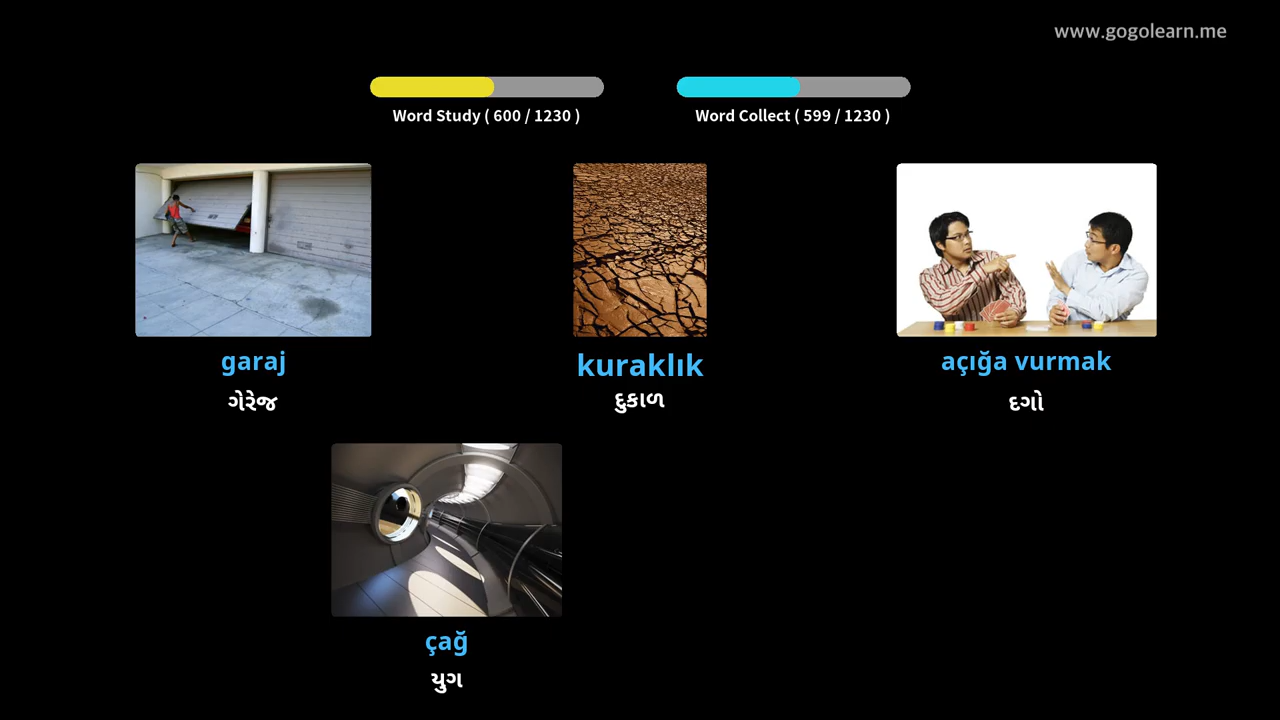 www.gogolearn.me
Word Study ( 600 / 1230 )
Word Collect ( 599 / 1230 )
garaj
ગેરેજ
kuraklık
દુકાળ
açığa vurmak
દગો
çağ
યુગ